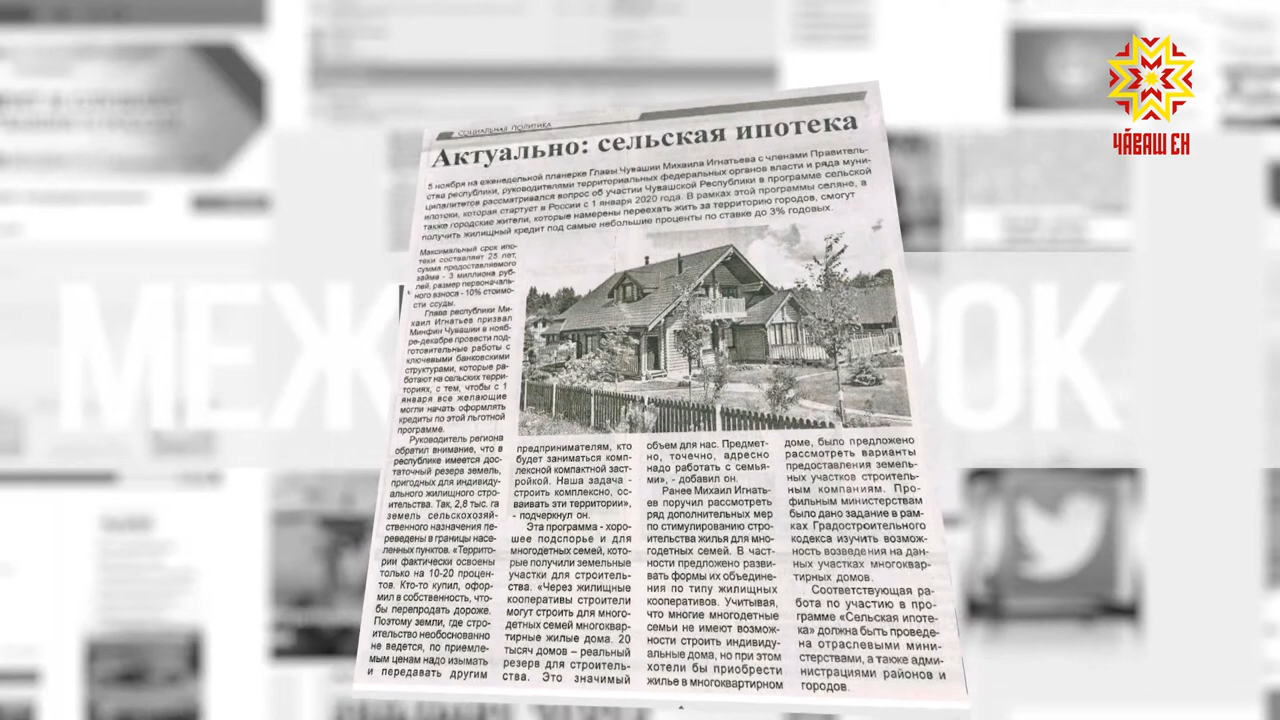 ЧӐВАШ ЕН
СОЦИАЛЬНАЯ ПОЛИТИКА
Актуально: сельская ипотека
5 ноября на еженедельной планерке Главы Чувашии Михаила Игнатьева с членами Правитель-
ства республики, руководителями территориальных федеральных органов власти и ряда муни-
ципалитетов рассматривался вопрос об участии Чувашской Республики в программе сельской
ипотеки, которая стартует в России с 1 января 2020 года. В рамках этой программы селяне, а
также городские жители, которые намерены переехать жить за территорию городов, смогут
получить жилищный кредит под самые небольшие проценты по ставке до 3% годовых.
Максимальный срок ипо-
теки составляет 25 лет,
сумма предоставляемого
займа - 3 миллиона руб-
лей, размер первоначаль-
ного взноса - 10% стоимо-
сти ссуды.
Глава республики Ми-
хаил Игнатьев призвал
Минфин Чувашии в нояб-
ре-декабре провести под-
готовительные работы с
ключевыми банковскими
структурами, которые ра-
ботают на сельских терри-
ториях, с тем, чтобы с 1
января все желающие
могли начать оформлять
кредиты по этой льготной
программе.
Руководитель региона
обратил внимание, что в
республике имеется дос-
таточный резерв земель,
пригодных для индивиду-
ального жилищного строи-
тельства. Так, 2,8 тыс. га
земель сельскохозяй-
ственного назначения пе-
реведены в границы насе-
ленных пунктов. «Террито-
рии фактически освоены
только на 10-20 процен-
тов. Кто-то купил, офор-
мил в собственность, что-
бы перепродать дороже.
Поэтому земли, где стро-
ительство необоснованно
не ведется, по приемле-
мым ценам надо изымать
и передавать другим
предпринимателям, кто
будет заниматься комп-
лексной компактной заст-
ройкой. Наша задача -
строить комплексно, ос-
ваивать эти территории»,
- подчеркнул он.
Эта программа - хоро-
шее подспорье и для
многодетных семей, кото-
рые получили земельные
участки для строитель-
ства. «Через жилищные
кооперативы строители
могут строить для много-
детных семей многоквар-
тирные жилые дома. 20
тысяч домов – реальный
резерв для строитель-
ства. Это значимый
объем для нас. Предмет-
но, точечно, адресно
надо работать с семья-
ми», - добавил он.
Ранее Михаил Игнать-
ев поручил рассмотреть
ряд дополнительных мер
по стимулированию стро-
ительства жилья для мно-
годетных семей. В част-
ности предложено разви-
вать формы их объедине-
ния по типу жилищных
кооперативов. Учитывая,
что многие многодетные
семьи не имеют возмож-
ности строить индивиду-
альные дома, но при этом
хотели бы приобрести
жилье в многоквартирном
доме, было предложено
рассмотреть варианты
предоставления земель-
ных участков строитель-
ным компаниям. Про-
фильным министерствам
было дано задание в рам-
ках Градостроительного
кодекса изучить возмож-
ность возведения на дан-
ных участках многоквар-
тирных домов.
Соответствующая ра-
бота по участию в про-
грамме «Сельская ипоте-
ка» должна быть проведе-
на отраслевыми мини-
стерствами, а также адми-
нистрациями районов и
городов.